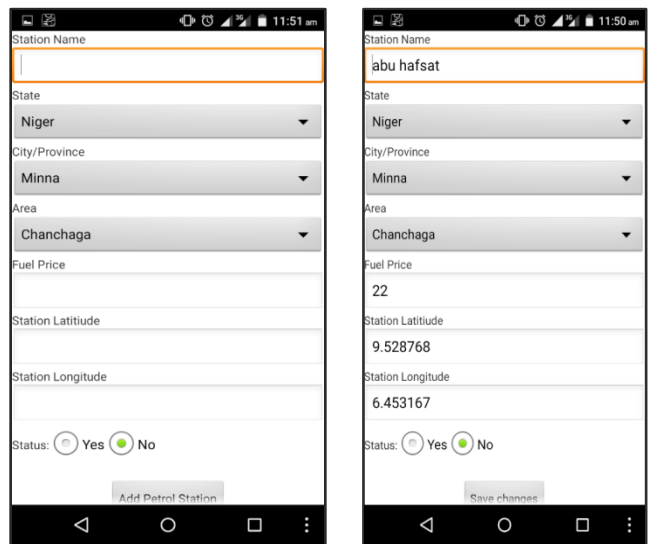 3G
11:51 am
Station Name
State
Niger
City/Province
Minna
Area
Chanchaga
Fuel Price
Station Latitiude
Station Longitude
Status: Yes No
Add Petrol Station
3G
11:50 am
Station Name
abu hafsat
State
Niger
City/Province
Minna
Area
Chanchaga
Fuel Price
22
Station Latitiude
9.528768
Station Longitude
6.453167
Status: Yes No
Save changes